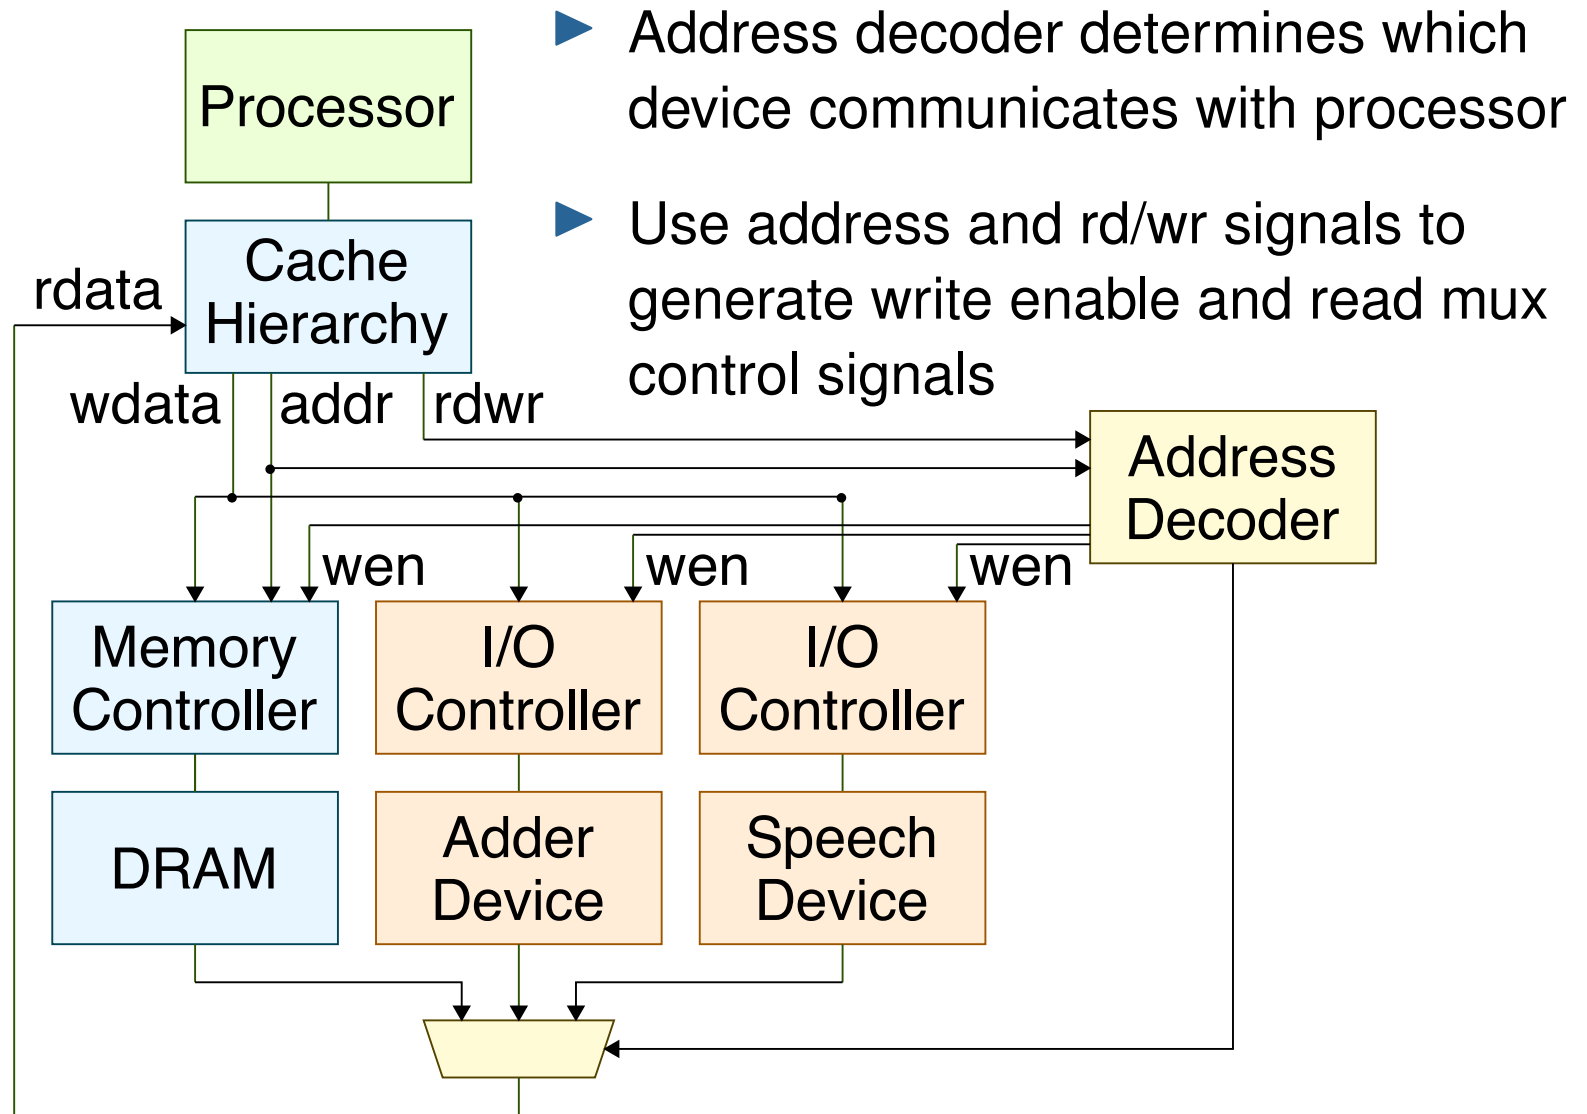 Address decoder determines which
device communicates with processor
Use address and rd/wr signals to
generate write enable and read mux
control signals
Processor
Cache
Hierarchy
rdata
wdata
addr
rdwr
Address
Decoder
wen
wen
wen
Memory
Controller
I/O
Controller
I/O
Controller
DRAM
Adder
Device
Speech
Device